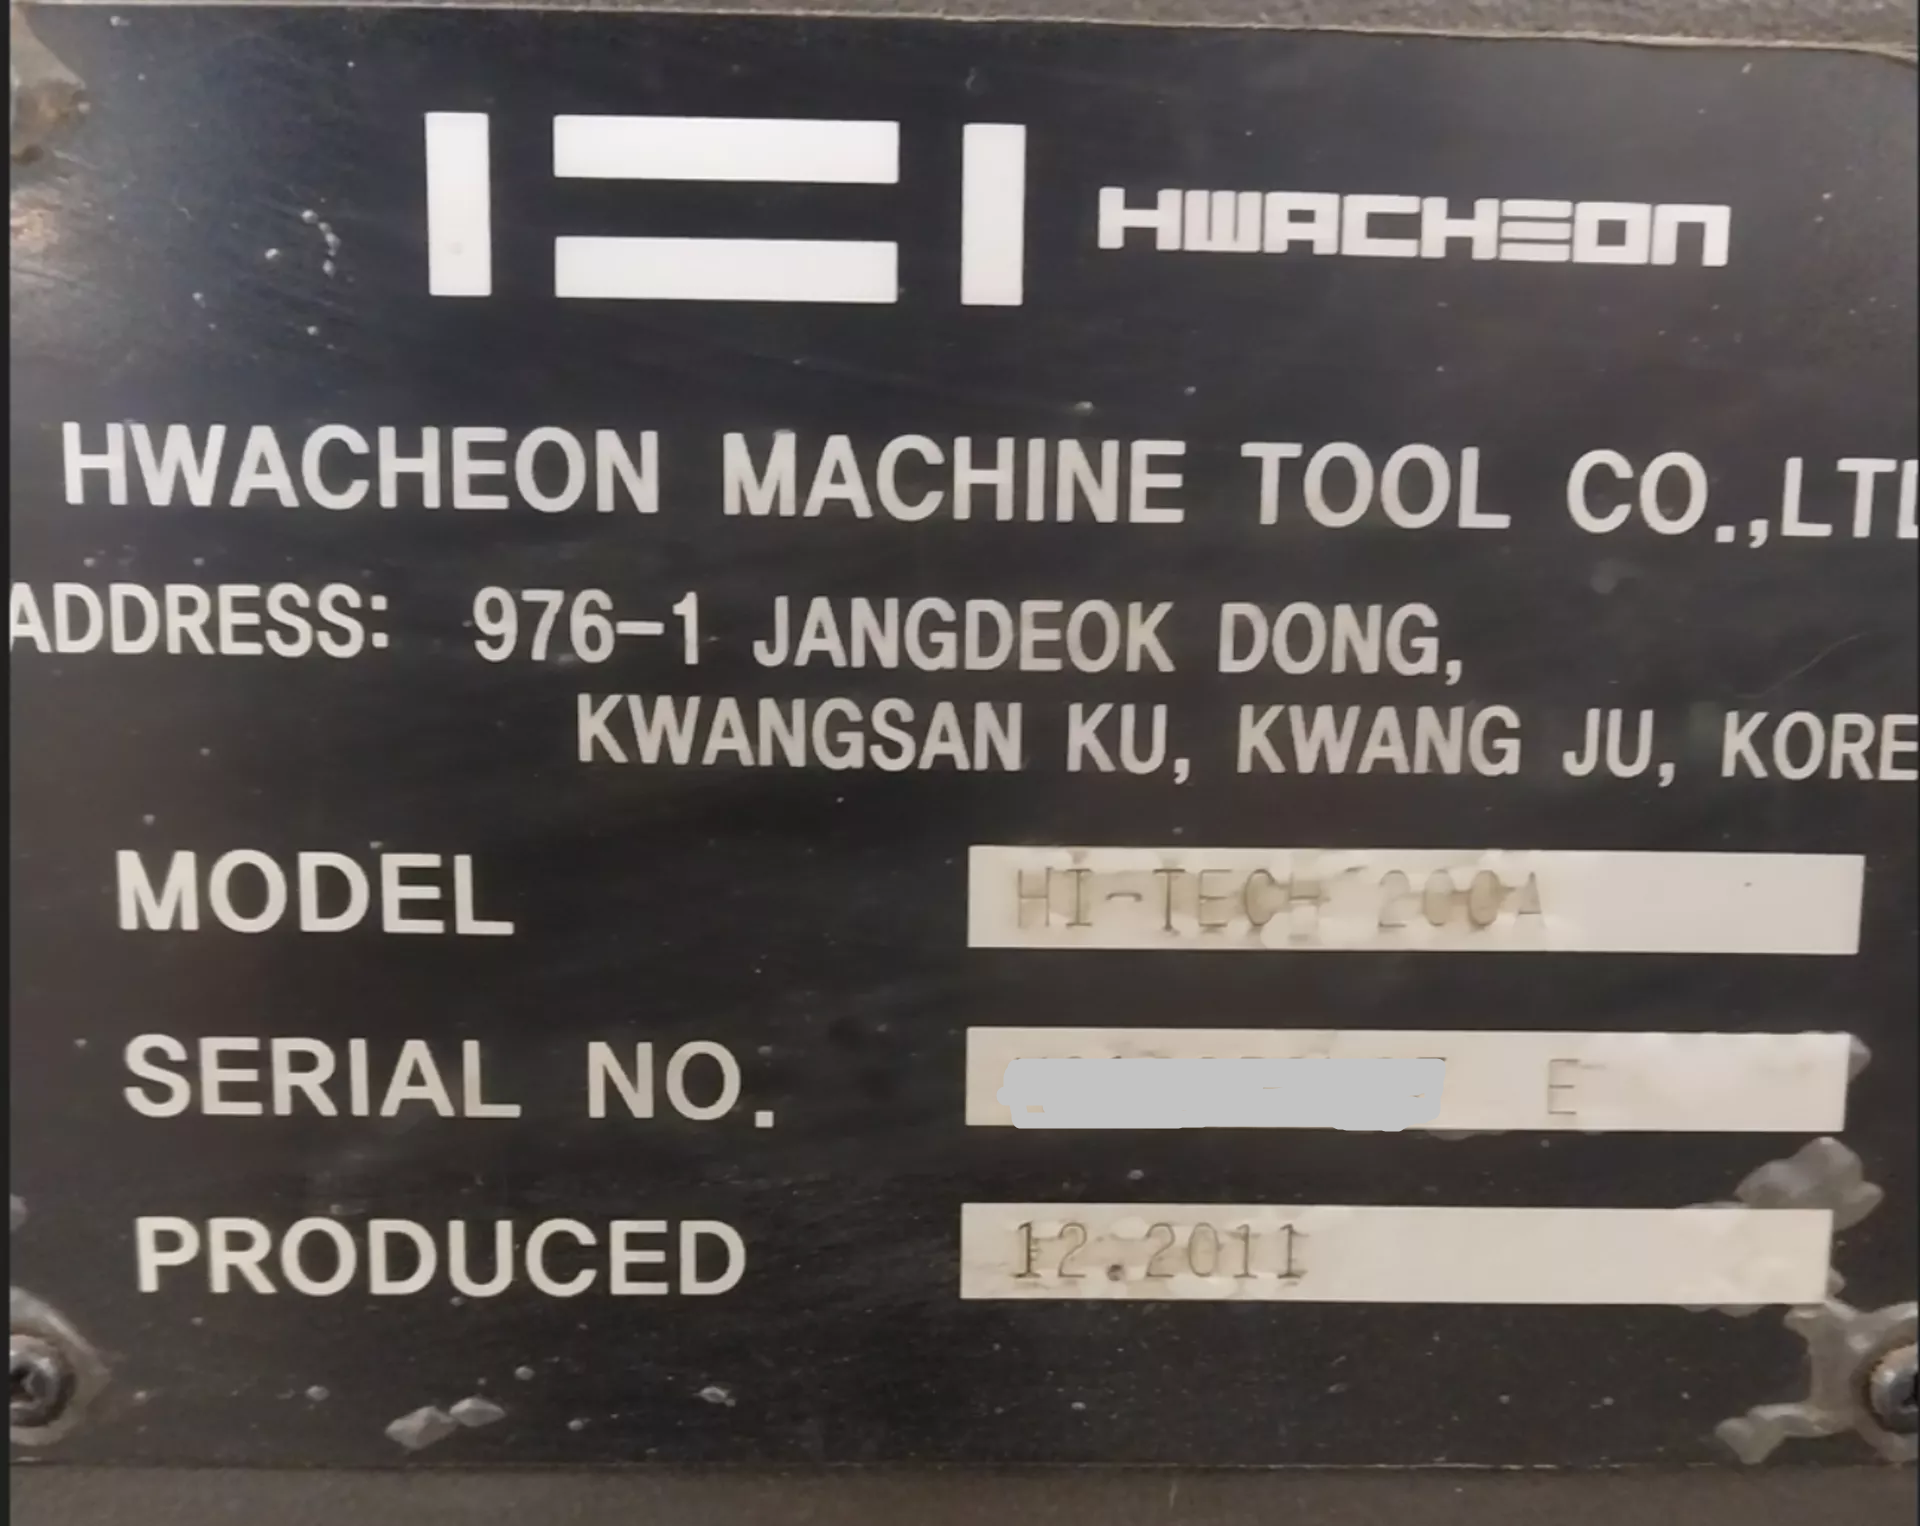 HWACHEON
HWACHEON MACHINE TOOL CO.,LTD
ADDRESS: 976-1 JANGDEOK DONG,
KWANGSAN KU, KWANG JU, KORE
MODEL HI-TECH 200A
SERIAL NO. E
PRODUCED 12.2011